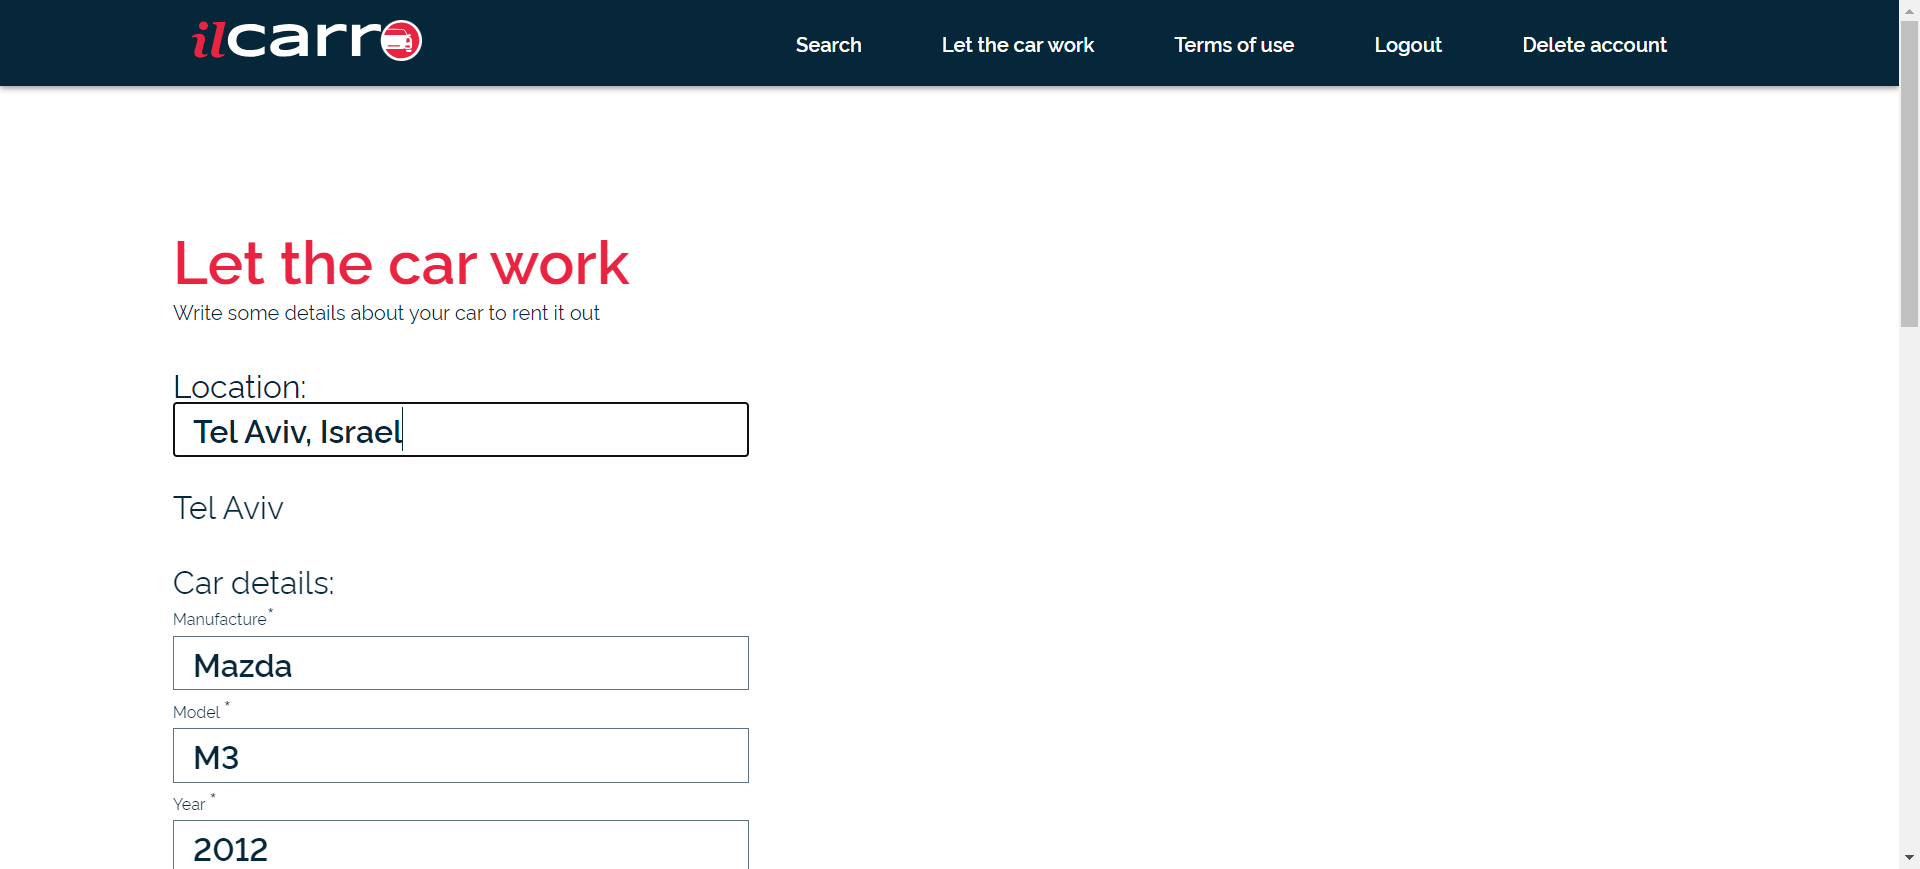 ilcarro
Search Let the car work Terms of use Logout Delete account
Let the car work
Write some details about your car to rent it out
Location:
Tel Aviv, Israel
Tel Aviv
Car details:
Manufacture*
Mazda
Model *
M3
Year *
2012